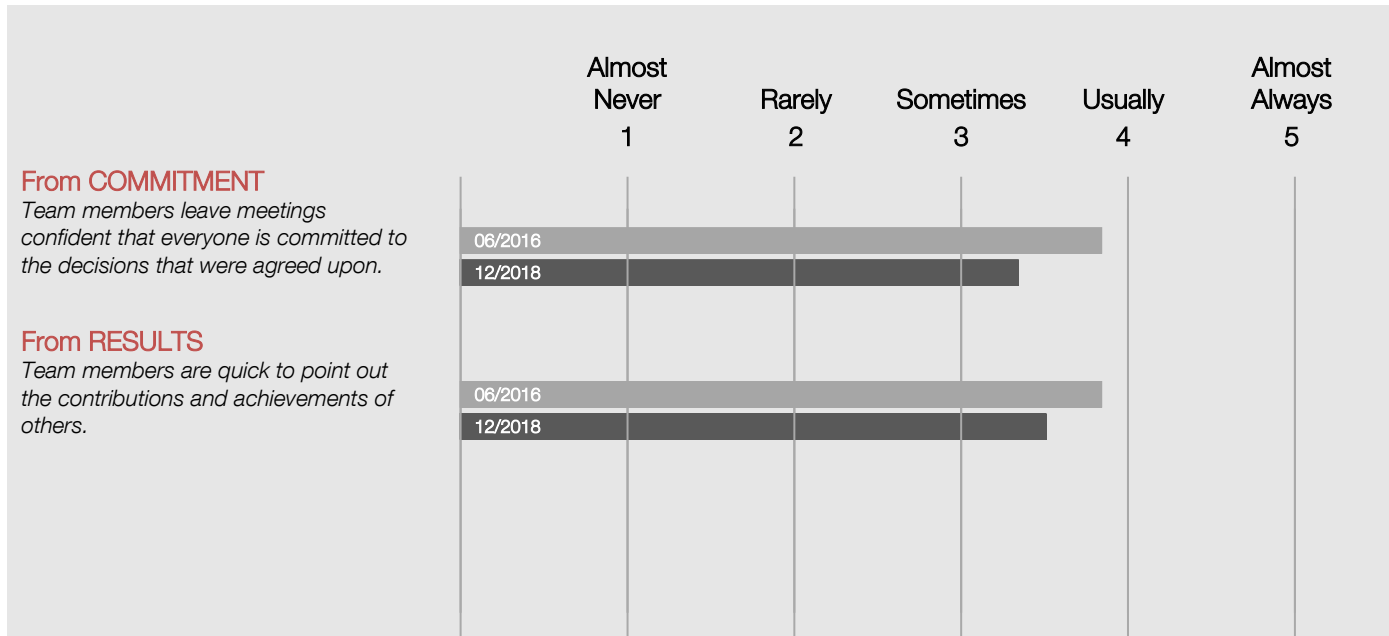 Almost
Never
Rarely
Sometimes
Usually
Almost
Always
1
2
3
4
5
From COMMITMENT
Team members leave meetings
confident that everyone is committed to
the decisions that were agreed upon.
06/2016
12/2018
From RESULTS
Team members are quick to point out
the contributions and achievements of
others.
06/2016
12/2018